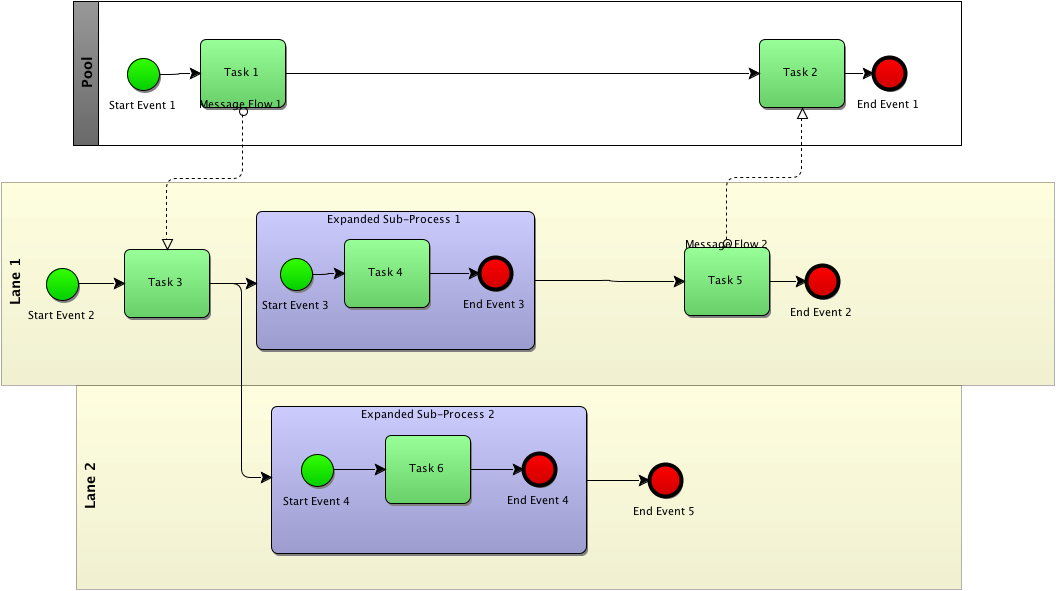 Pool
Task 1
Task 2
Start Event 1
Message Flow 1
End Event 1
Lane 1
Expanded Sub-Process 1
Message Flow 2
Start Event 2
Task 3
Start Event 3
Task 4
End Event 3
Task 5
End Event 2
Lane 2
Expanded Sub-Process 2
Start Event 4
Task 6
End Event 4
End Event 5